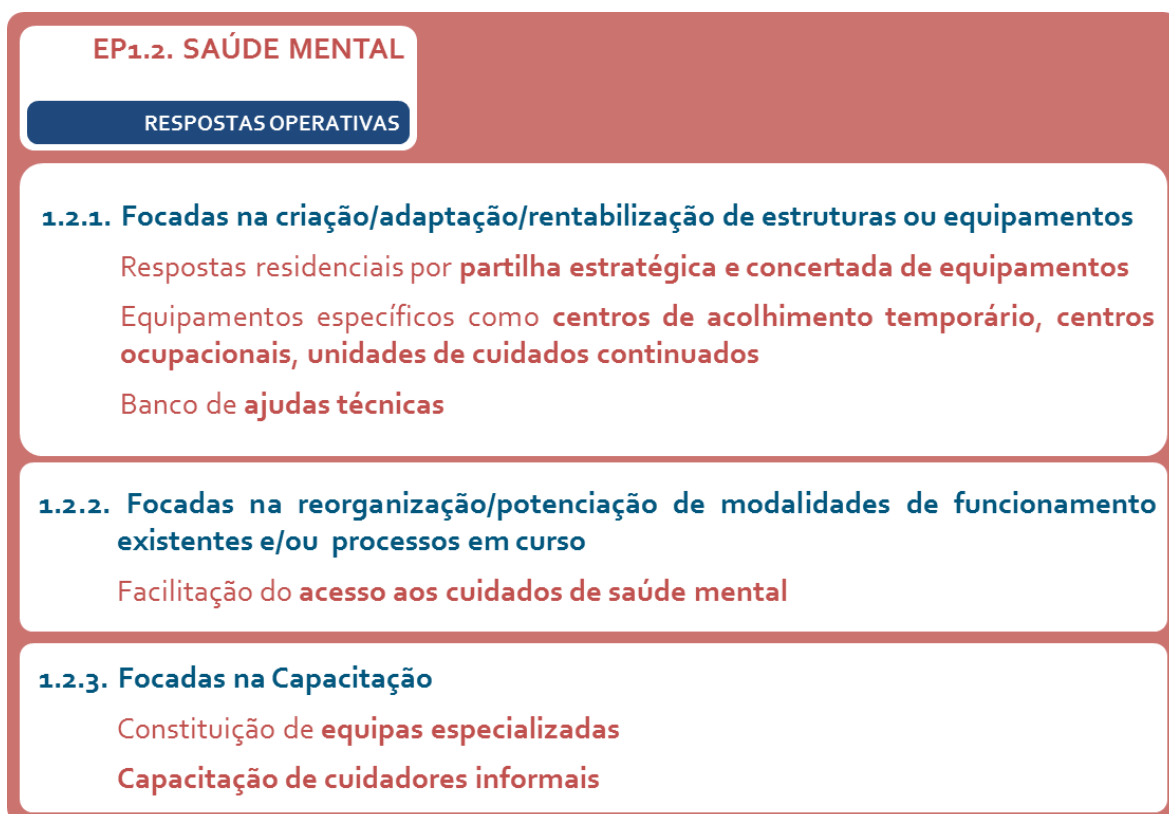 EP1.2. SAÚDE MENTAL
RESPOSTAS OPERATIVAS
1.2.1. Focadas na criação/adaptação/rentabilização de estruturas ou equipamentos
Respostas residenciais por partilha estratégica e concertada de equipamentos
Equipamentos específicos como centros de acolhimento temporário, centros
ocupacionais, unidades de cuidados continuados
Banco de ajudas técnicas
1.2.2. Focadas na reorganização/potenciação de modalidades de funcionamento
existentes e/ou processos em curso
Facilitação do acesso aos cuidados de saúde mental
1.2.3. Focadas na Capacitação
Constituição de equipas especializadas
Capacitação de cuidadores informais